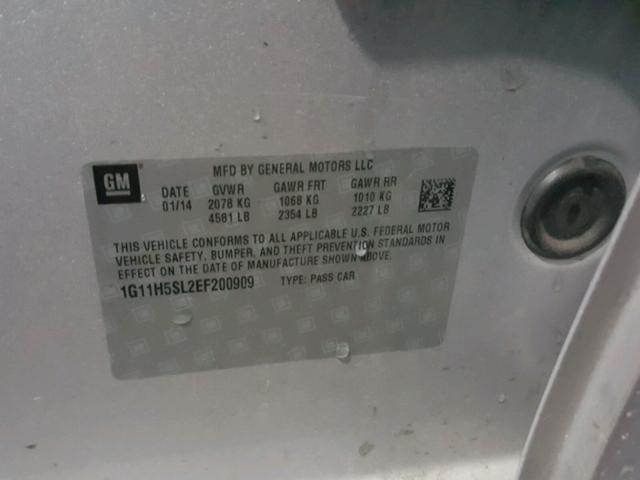 GM
MFD BY GENERAL MOTORS LLC
DATE GVWR GAWR FRT GAWR RR
01/14 2078 KG 1068 KG 1010 KG
4581 LB 2354 LB 2227 LB
THIS VEHICLE CONFORMS TO ALL APPLICABLE U.S. FEDERAL MOTOR
VEHICLE SAFETY, BUMPER, AND THEFT PREVENTION STANDARDS IN
EFFECT ON THE DATE OF MANUFACTURE SHOWN ABOVE.
1G11H5SL2EF200909 TYPE: PASS CAR